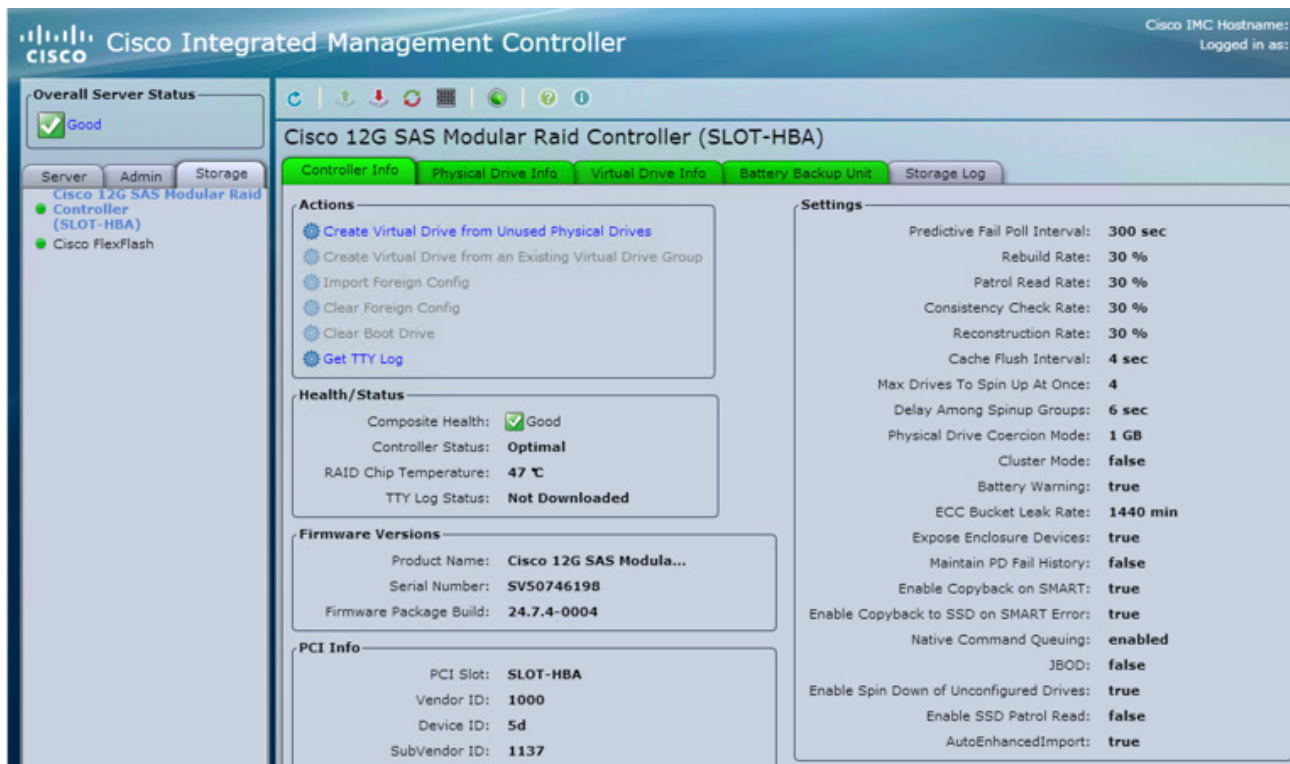 Cisco IMC Hostname:
Logged in as:
CISCO
Cisco Integrated Management Controller
Overall Server Status
Good
Server Admin Storage
Cisco 12G SAS Modular Raid
Controller
(SLOT-HBA)
Cisco FlexFlash
Cisco 12G SAS Modular Raid Controller (SLOT-HBA)
Controller Info Physical Drive Info Virtual Drive Info Battery Backup Unit Storage Log
Actions
Create Virtual Drive from Unused Physical Drives
Create Virtual Drive from an Existing Virtual Drive Group
Import Foreign Config
Clear Foreign Config
Clear Boot Drive
Get TTY Log
Health/Status
Composite Health: Good
Controller Status: Optimal
RAID Chip Temperature: 47 ℃
TTY Log Status: Not Downloaded
Firmware Versions
Product Name: Cisco 12G SAS Modula...
Serial Number: SV50746198
Firmware Package Build: 24.7.4-0004
PCI Info
PCI Slot: SLOT-HBA
Vendor ID: 1000
Device ID: 5d
SubVendor ID: 1137
Settings
Predictive Fail Poll Interval: 300 sec
Rebuild Rate: 30 %
Patrol Read Rate: 30 %
Consistency Check Rate: 30 %
Reconstruction Rate: 30 %
Cache Flush Interval: 4 sec
Max Drives To Spin Up At Once: 4
Delay Among Spinup Groups: 6 sec
Physical Drive Coercion Mode: 1 GB
Cluster Mode: false
Battery Warning: true
ECC Bucket Leak Rate: 1440 min
Expose Enclosure Devices: true
Maintain PD Fail History: false
Enable Copyback on SMART: true
Enable Copyback to SSD on SMART Error: true
Native Command Queuing: enabled
JBOD: false
Enable Spin Down of Unconfigured Drives: true
Enable SSD Patrol Read: false
AutoEnhancedImport: true